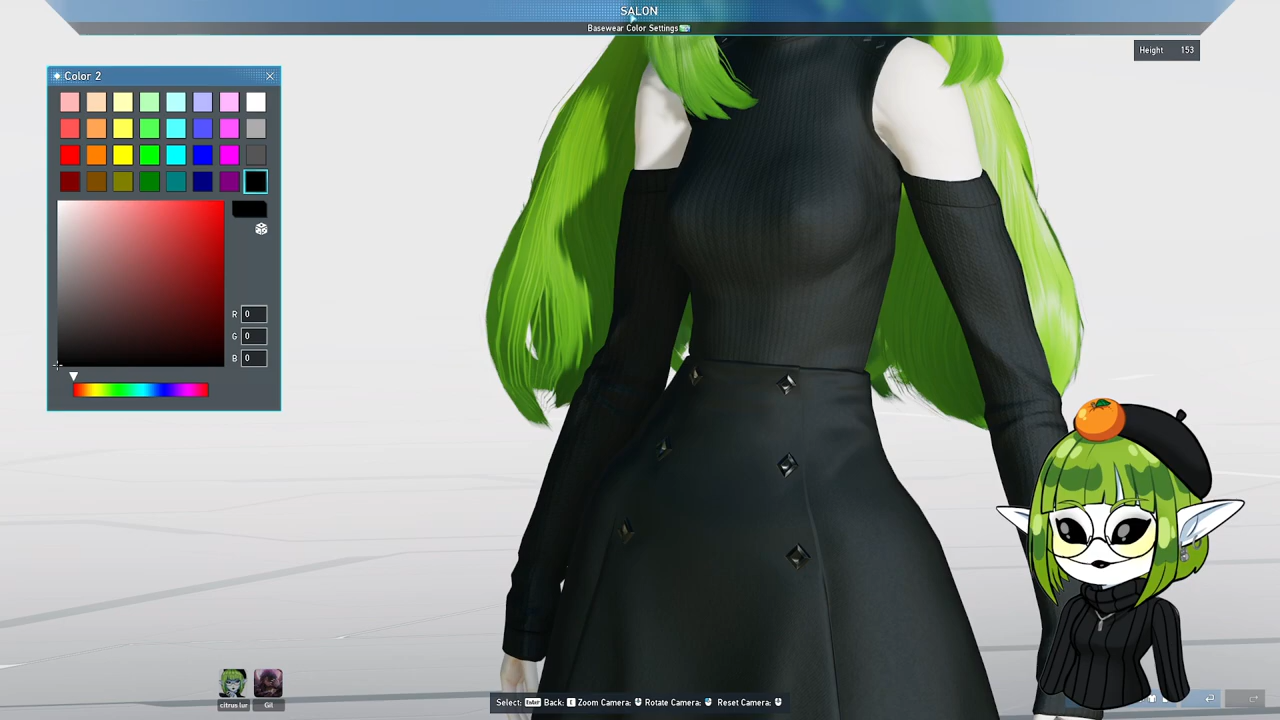 SALON
Basewear Color Settings
Height 153
Color 2
R 0
G 0
B 0
citrus lur
Gil
Select: Enter Back: Zoom Camera: Rotate Camera: Reset Camera: